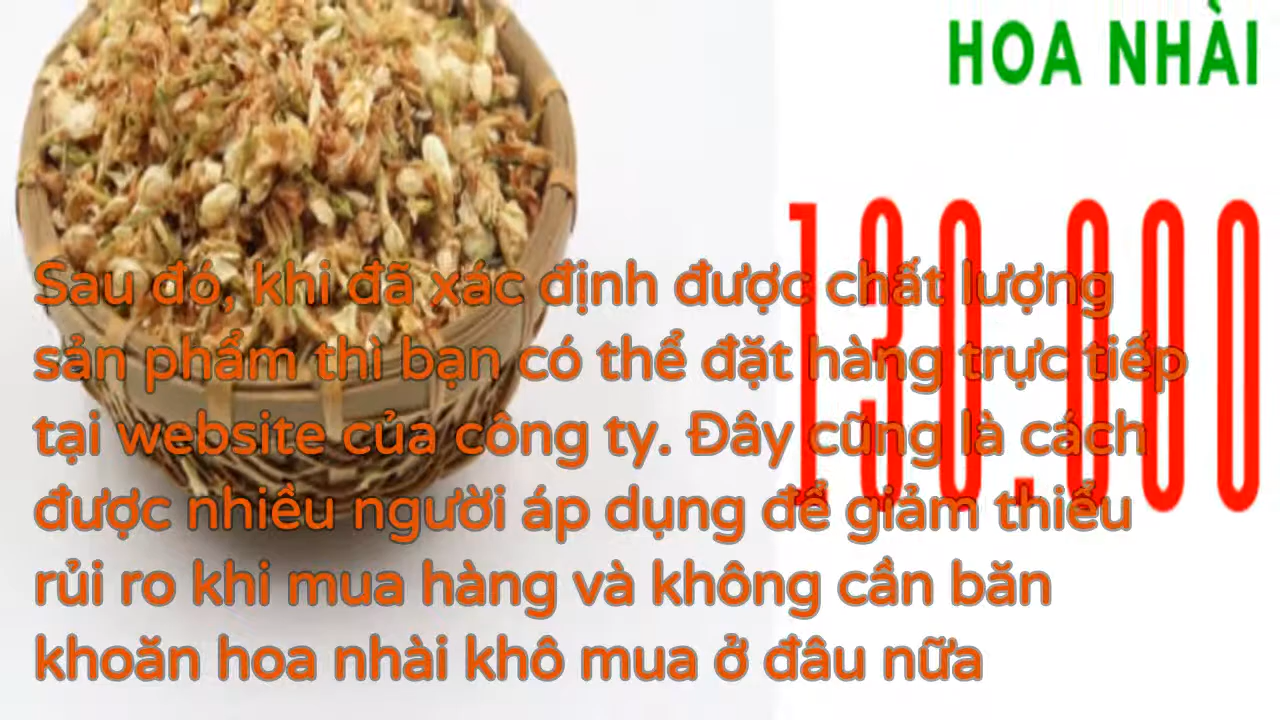 HOA NHÀI
130.000
Sau đó, khi đã xác định được chất lượng
sản phẩm thì bạn có thể đặt hàng trực tiếp
tại website của công ty. Đây cũng là cách
được nhiều người áp dụng để giảm thiểu
rủi ro khi mua hàng và không cần băn
khoăn hoa nhài khô mua ở đâu nữa